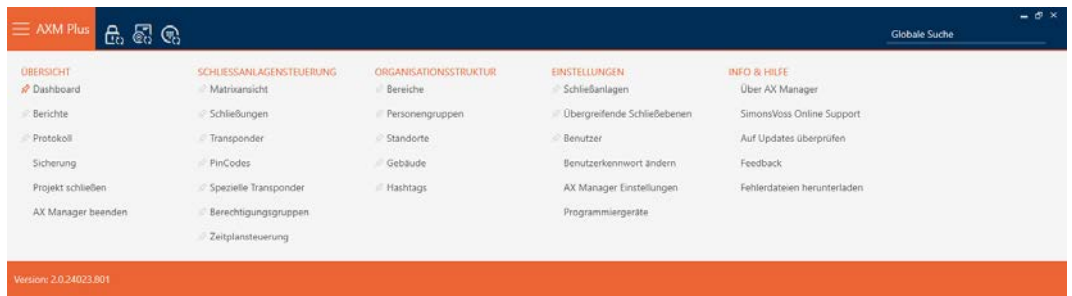 AXM Plus
Globale Suche
ÜBERSICHT
Dashboard
Berichte
Protokoll
Sicherung
Projekt schließen
AX Manager beenden
SCHLIESSANLAGENSTEUERUNG
Matrixansicht
Schließungen
Transponder
PinCodes
Spezielle Transponder
Berechtigungsgruppen
Zeitplansteuerung
ORGANISATIONSSTRUKTUR
Bereiche
Personengruppen
Standorte
Gebäude
Hashtags
EINSTELLUNGEN
Schließanlagen
Übergreifende Schließebenen
Benutzer
Benutzerkennwort ändern
AX Manager Einstellungen
Programmiergeräte
INFO & HILFE
Über AX Manager
SimonsVoss Online Support
Auf Updates überprüfen
Feedback
Fehlerdateien herunterladen
Version: 2.0.24023.801